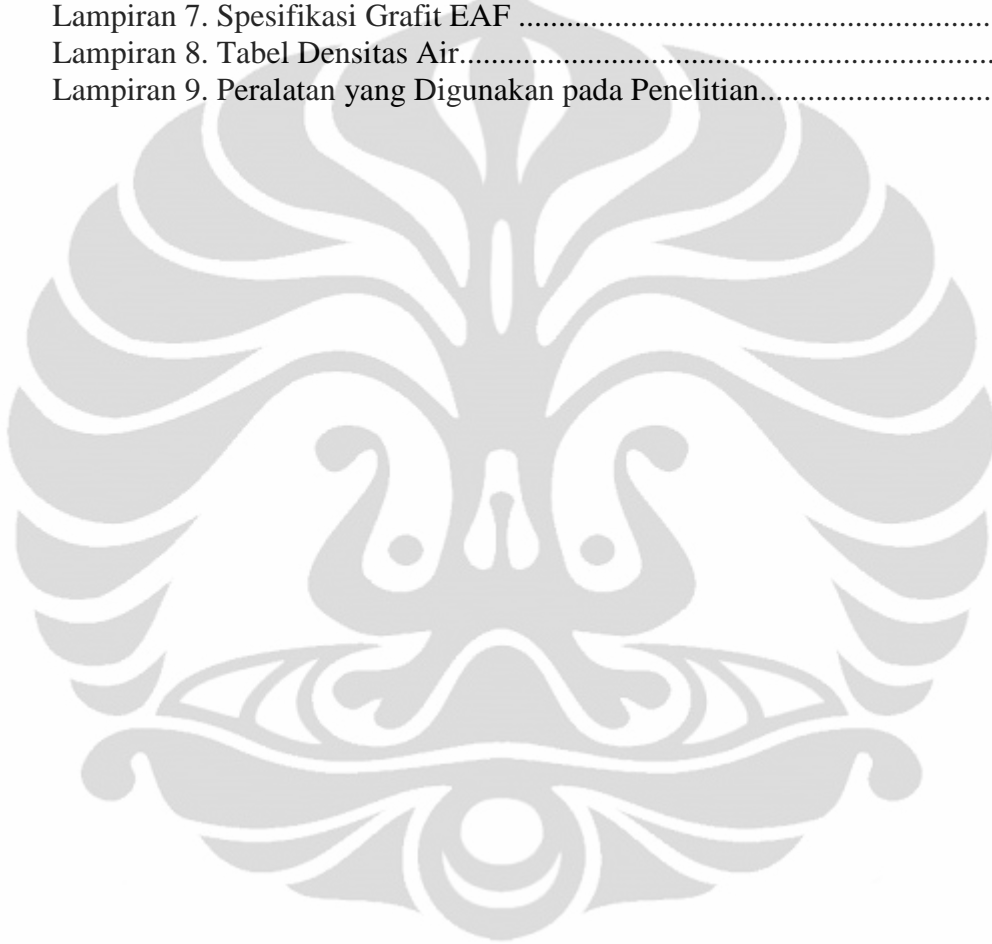 Lampiran 7. Spesifikasi Grafit EAF ..........................................................
Lampiran 8. Tabel Densitas Air..................................................................
Lampiran 9. Peralatan yang Digunakan pada Penelitian.............................